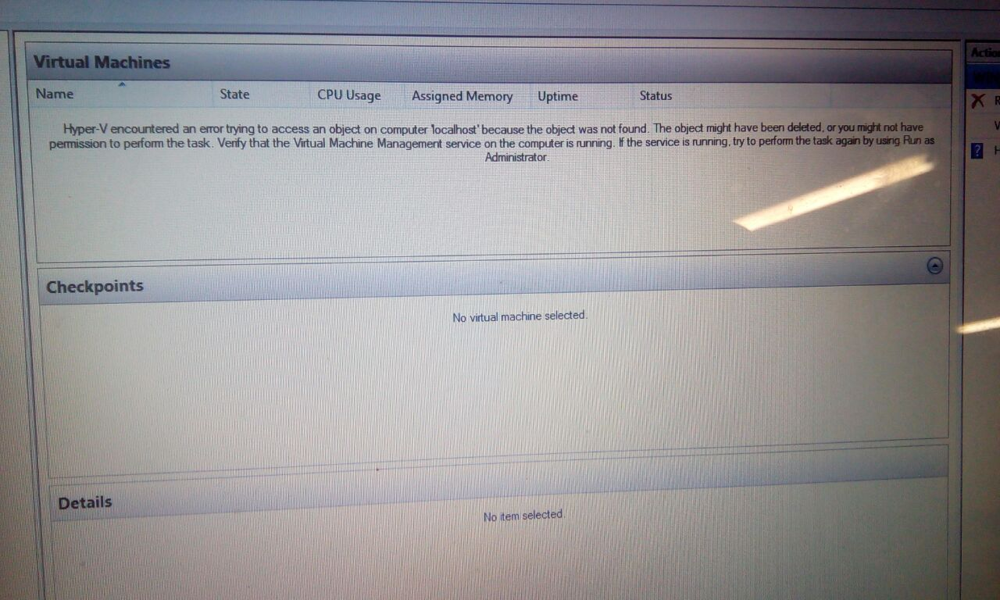 Virtual Machines
Name State CPU Usage Assigned Memory Uptime Status
Hyper-V encountered an error trying to access an object on computer 'localhost' because the object was not found. The object might have been deleted, or you might not have
permission to perform the task. Verify that the Virtual Machine Management service on the computer is running. If the service is running, try to perform the task again by using Run as
Administrator.
Checkpoints
No virtual machine selected.
Details
No item selected.
Actio
R
V
H